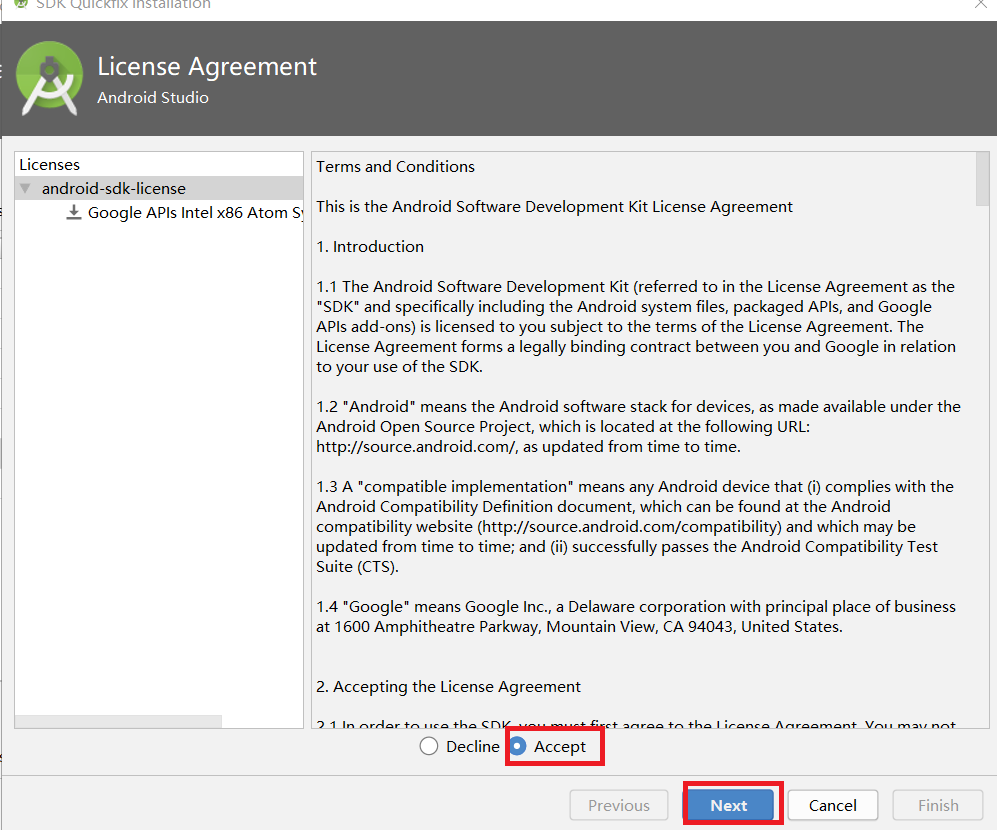 SDK Quickfix Installation
License Agreement
Android Studio
Licenses
android-sdk-license
Google APIs Intel x86 Atom Sy
Terms and Conditions
This is the Android Software Development Kit License Agreement
1. Introduction
1.1 The Android Software Development Kit (referred to in the License Agreement as the
"SDK" and specifically including the Android system files, packaged APIs, and Google
APIs add-ons) is licensed to you subject to the terms of the License Agreement. The
License Agreement forms a legally binding contract between you and Google in relation
to your use of the SDK.
1.2 "Android" means the Android software stack for devices, as made available under the
Android Open Source Project, which is located at the following URL:
http://source.android.com/, as updated from time to time.
1.3 A "compatible implementation" means any Android device that (i) complies with the
Android Compatibility Definition document, which can be found at the Android
compatibility website (http://source.android.com/compatibility) and which may be
updated from time to time; and (ii) successfully passes the Android Compatibility Test
Suite (CTS).
1.4 "Google" means Google Inc., a Delaware corporation with principal place of business
at 1600 Amphitheatre Parkway, Mountain View, CA 94043, United States.
2. Accepting the License Agreement
2.1 In order to use the SDK, you must first agree to the License Agreement. You may not
Decline
Accept
Previous
Next
Cancel
Finish